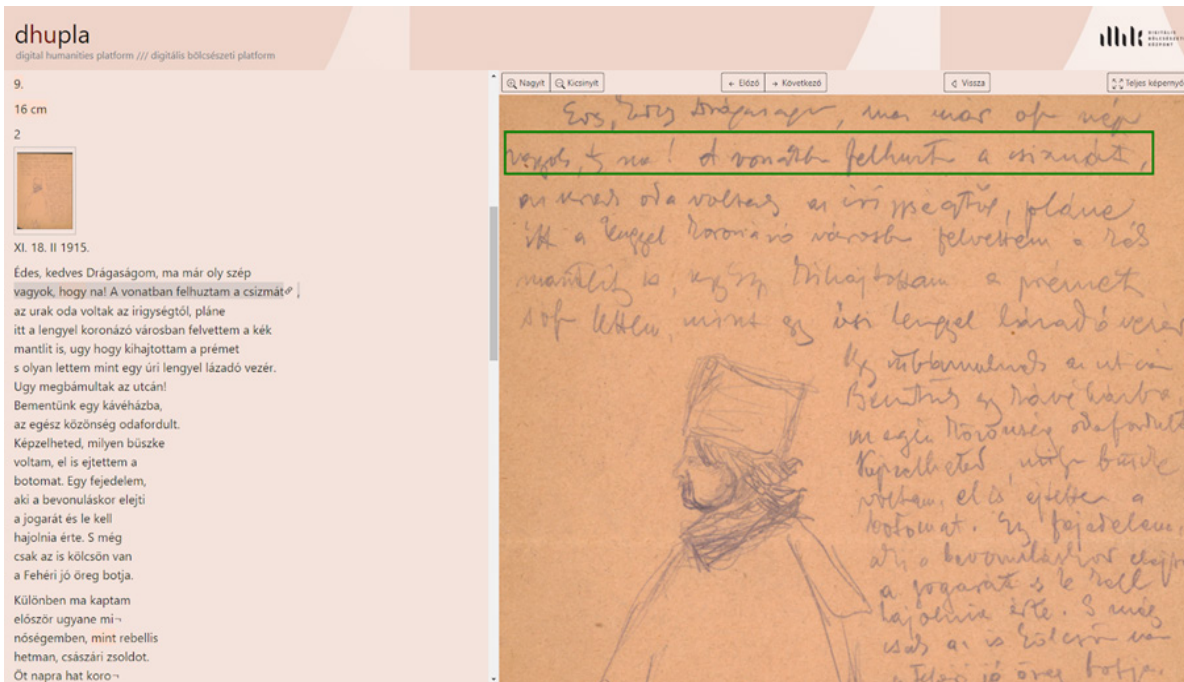 dhupla
digital humanities platform /// digitális bölcsészeti platform
DIGITÁLIS
BÖLCSÉSZETI
KÖZPONT
9.
16 cm
2
XI. 18. II 1915.
Édes, kedves Drágaságom, ma már oly szép
vagyok, hogy na! A vonatban felhuztam a csizmát ,
az urak oda voltak az irigységtől, pláne
itt a lengyel koronázó városban felvettem a kék
mantlit is, ugy hogy kihajtottam a prémet
s olyan lettem mint egy úri lengyel lázadó vezér.
Ugy megbámultak az utcán!
Bementünk egy kávéházba,
az egész közönség odafordult.
Képzelheted, milyen büszke
voltam, el is ejtettem a
botomat. Egy fejedelem,
aki a bevonuláskor elejti
a jogarát és le kell
hajolnia érte. S még
csak az is kölcsön van
a Fehéri jó öreg botja.
Különben ma kaptam
először ugyane mi¬
nőségemben, mint rebellis
hetman, császári zsoldot.
Öt napra hat koro¬
Nagyít
Kicsinyít
← Előző
→ Következő
Vissza
Teljes képernyő
Édes, kedves Drágaságom, ma már oly szép
vagyok, na! A vonatban felhuztam a csizmát,
az urak oda voltak az irigységtől, pláne
itt a lengyel koronázó városban felvettem a kék
mantlit is, kihajtottam a prémet
lettem, mint egy úri lengyel lázadó vezér
az utcán
egy kávéházba,
az egész közönség odafordult
Képzelheted büszke
voltam, el is ejtettem a
botomat. Egy fejedelem,
aki a bevonuláskor elejti
a jogarát s le kell
hajolnia érte. S még
csak az is kölcsön van
a Fehéri jó öreg botja.